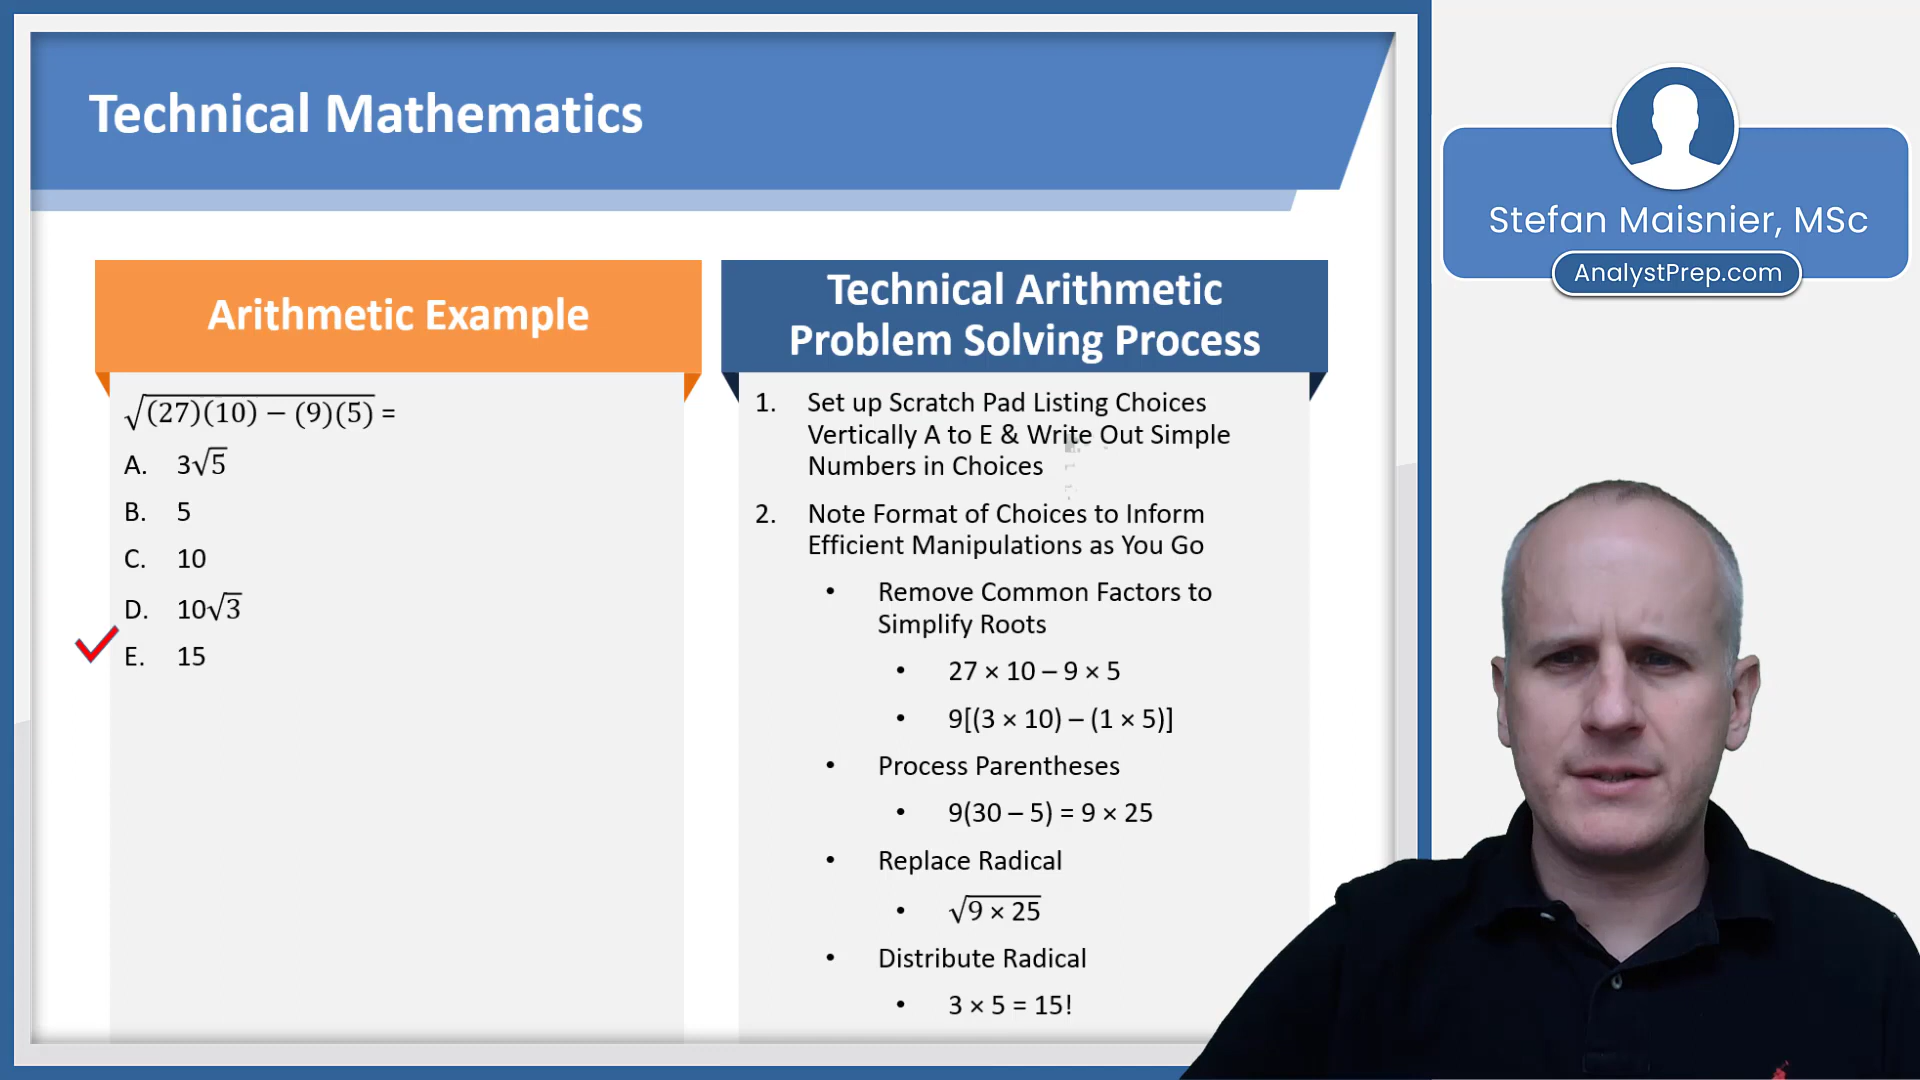 Technical Mathematics
Stefan Maisnier, MSc
AnalystPrep.com
Arithmetic Example
√((27)(10) − (9)(5)) =
A. 3√5
B. 5
C. 10
D. 10√3
E. 15
Technical Arithmetic
Problem Solving Process
1. Set up Scratch Pad Listing Choices
Vertically A to E & Write Out Simple
Numbers in Choices
2. Note Format of Choices to Inform
Efficient Manipulations as You Go
• Remove Common Factors to
Simplify Roots
• 27 × 10 – 9 × 5
• 9[(3 × 10) – (1 × 5)]
• Process Parentheses
• 9(30 – 5) = 9 × 25
• Replace Radical
• √(9 × 25)
• Distribute Radical
• 3 × 5 = 15!